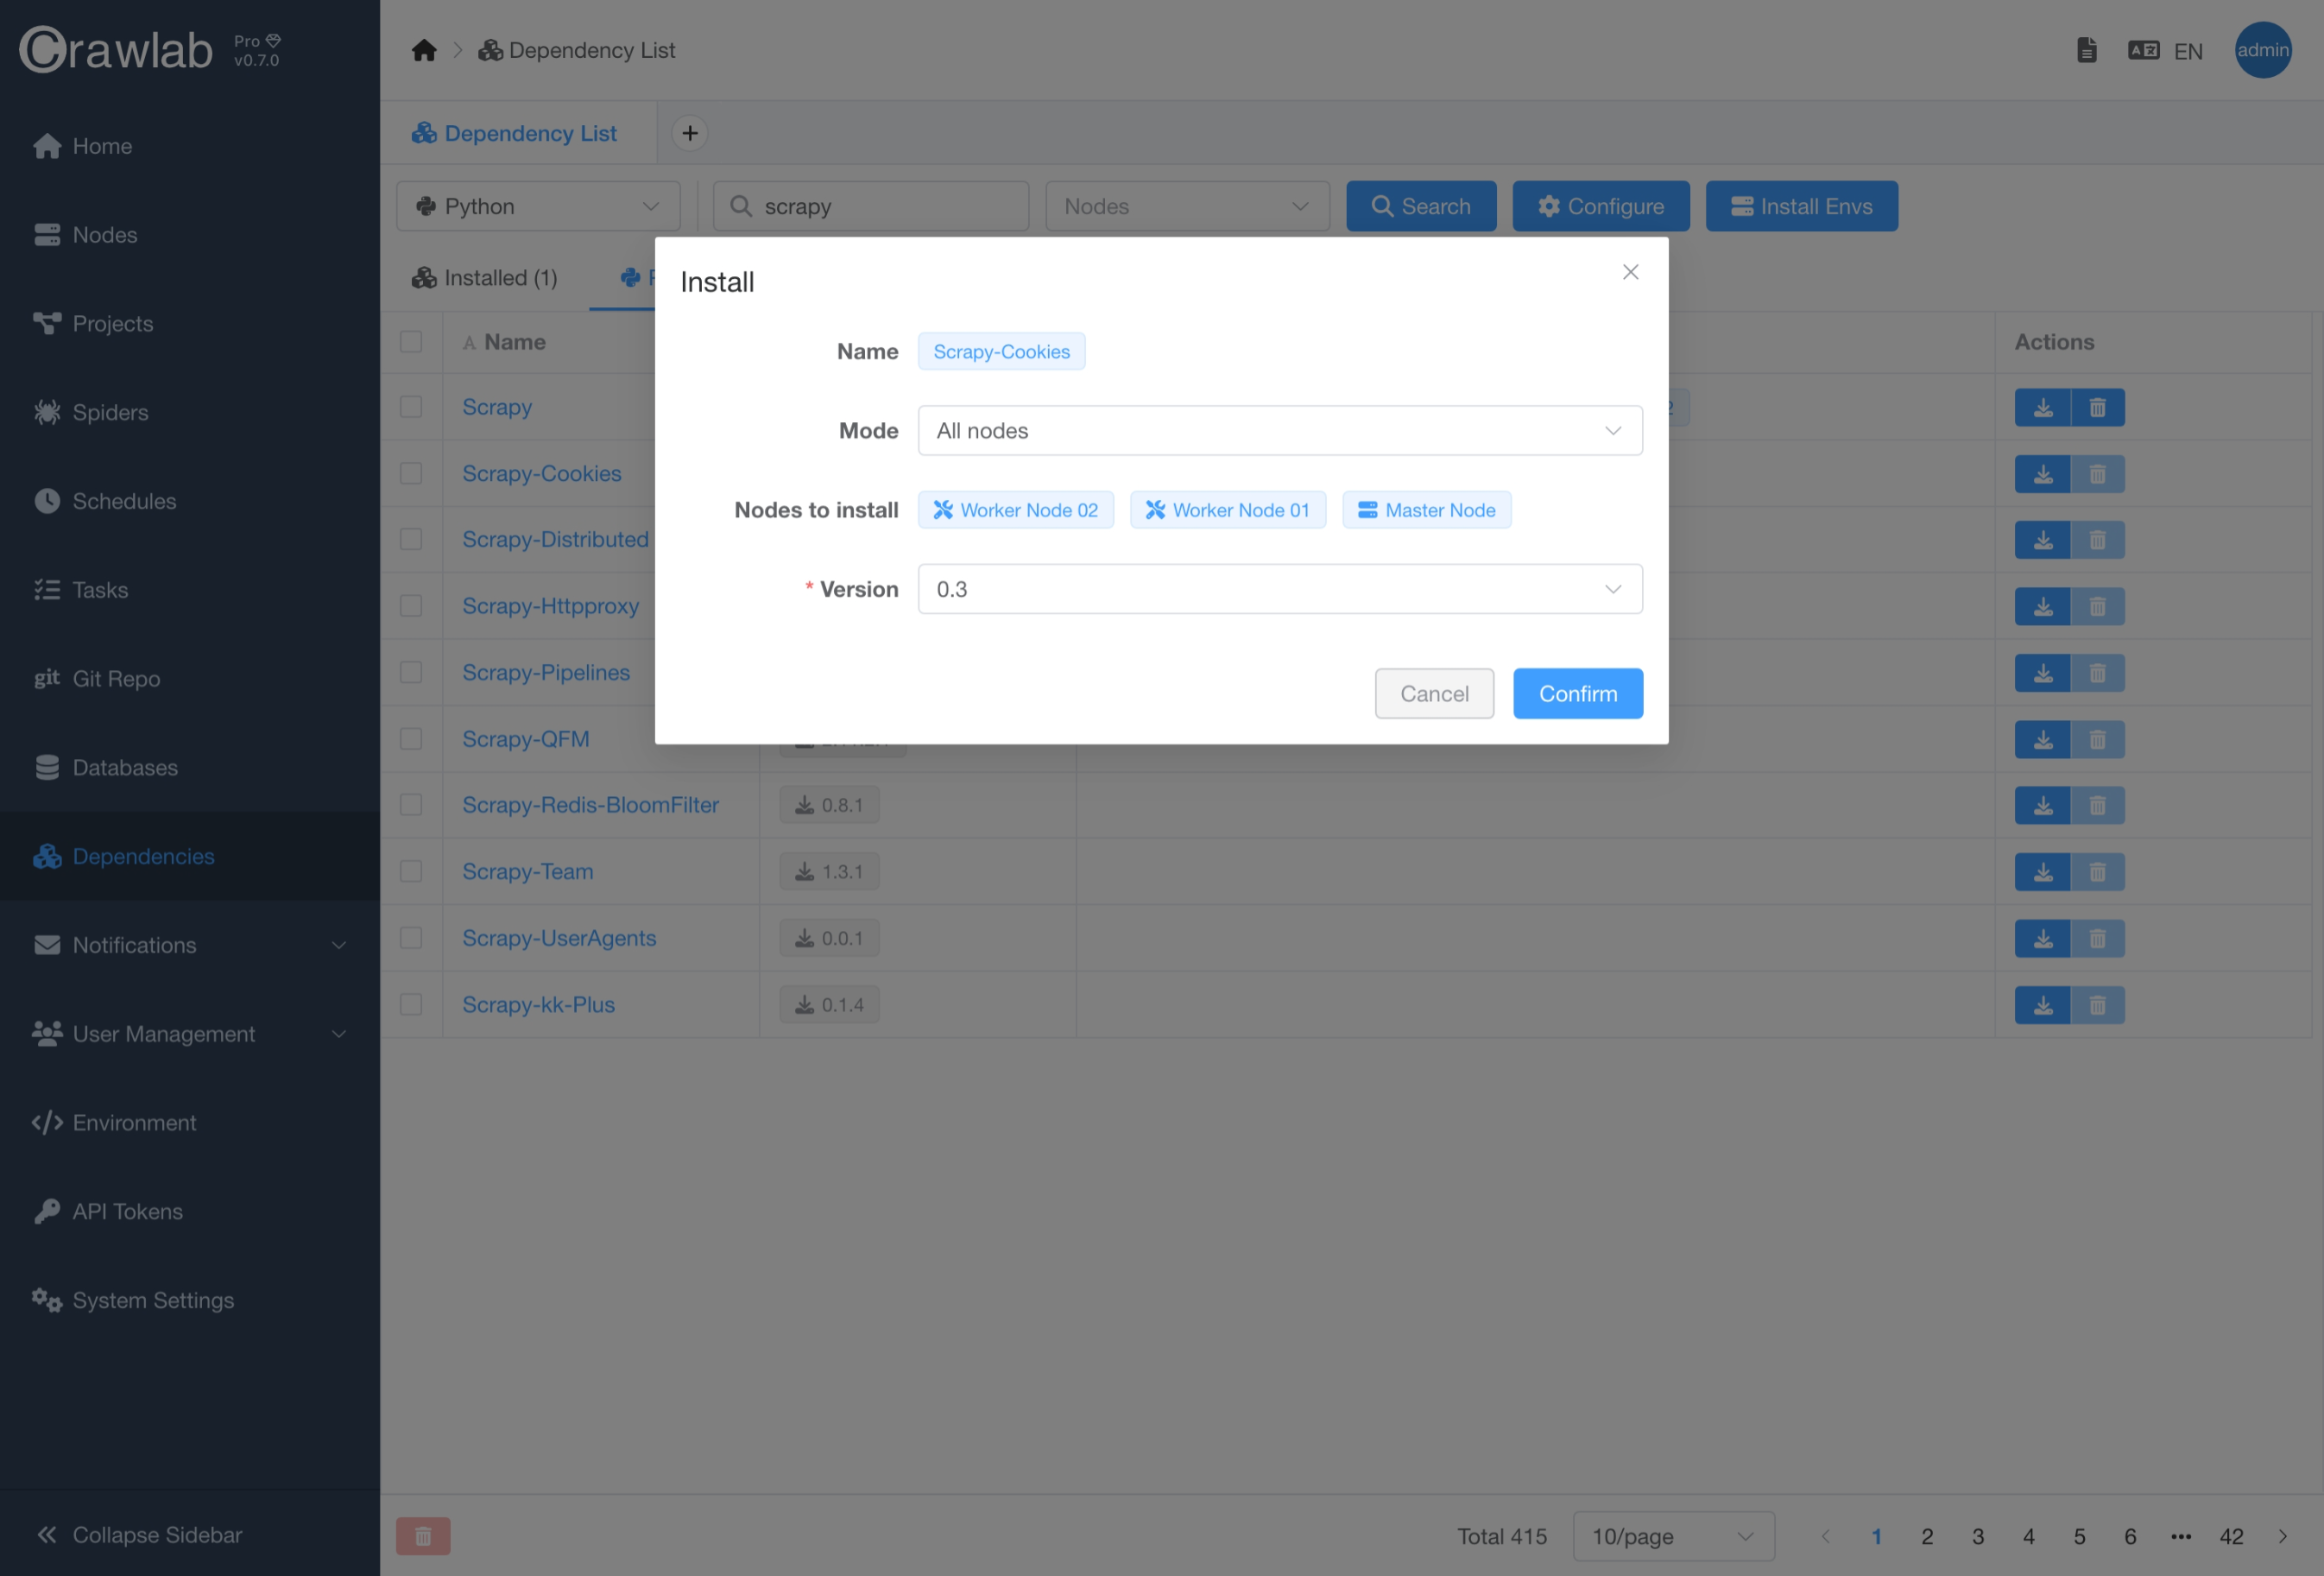 Crawlab
Pro
v0.7.0
Home
Nodes
Projects
Spiders
Schedules
Tasks
git Git Repo
Databases
Dependencies
Notifications
User Management
Environment
API Tokens
System Settings
Collapse Sidebar
Dependency List
EN
admin
Dependency List
Python
scrapy
Nodes
Search
Configure
Install Envs
Installed (1)
Name
Actions
Scrapy
Scrapy-Cookies
Scrapy-Distributed
Scrapy-Httpproxy
Scrapy-Pipelines
Scrapy-QFM
Scrapy-Redis-BloomFilter 0.8.1
Scrapy-Team 1.3.1
Scrapy-UserAgents 0.0.1
Scrapy-kk-Plus 0.1.4
Install
Name Scrapy-Cookies
Mode All nodes
Nodes to install Worker Node 02 Worker Node 01 Master Node
* Version 0.3
Cancel Confirm
Total 415 10/page 1 2 3 4 5 6 ••• 42